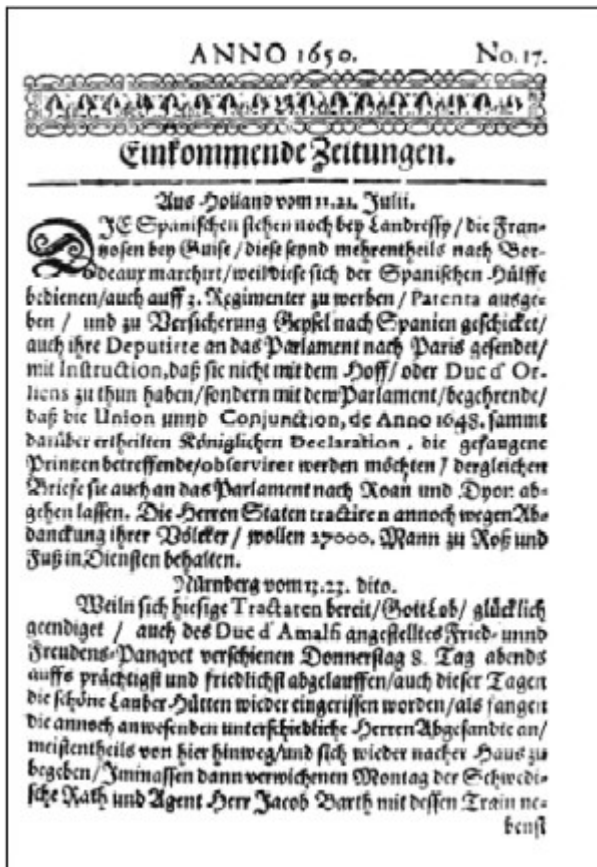 ANNO 1650. No. 17.
Einkommende Zeitungen.
Aus Holland vom 11.21. Julii.
DJE Spanischen stehen noch bey Landressy / die Fran-
tzosen bey Guise / diese seynd mehrentheils nach Bor-
deaux marchirt / weil diese sich der Spanischen Hülffe
bedienen / auch auff 3. Regimenter zu werben / Patenta ausge-
ben / und zu Versicherung Geysel nach Spanien geschicket /
auch ihre Deputirte an das Parlament nach Paris gesendet /
mit Instruction, daß sie nicht mit dem Hoff / oder Duc d' Or-
liens zu thun haben / sondern mit dem Parlament / begehrende /
daß die Union unnd Conjunction, de Anno 1648. sammt
darüber ertheilten Königlichen Declaration, die gefangene
Printzen betreffende / observiret werden möchten / dergleichen
Briefe sie auch an das Parlament nach Roan und ab-
gehen lassen. Die Herren Staten tractiren annoch wegen Ab-
danckung ihrer Völcker / wollen 27000. Mann zu Roß und
Fuß in Diensten behalten.
Nürnberg vom 13.23. dito.
Weiln sich hiesige Tractaten bereit / Gott Lob / glücklich
geendiget / auch des Duc d' Amalfi angestelltes Fried- unnd
Freudens-Panquet verschienen Donnerstag 8. Tag abends
auffs prächtigst und friedlichst abgelauffen / auch dieser Tagen
die schöne Lauber-Hütten wieder eingerissen worden / als fangen
die annoch anwesenden unterschiedliche Herren Abgesandte an /
meistentheils von hier hinweg / und sich wieder nacher Haus zu
begeben / Jmmassen dann verwichenen Montag der Schwedi-
sche Rath und Agent Herr Jacob Barth mit dessen Train ne-
benst